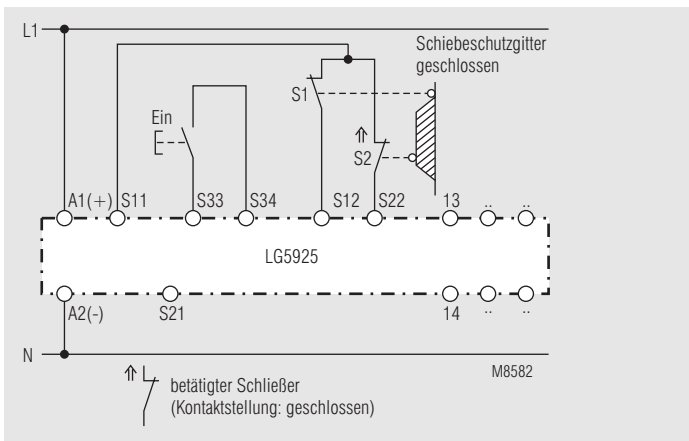 L1
Schiebeschutzgitter
geschlossen
S1
Ein
S2
A1(+) S11 S33 S34 S12 S22 13 .. ..
LG5925
A2(-) S21 14 .. ..
N
M8582
betätigter Schließer
(Kontaktstellung: geschlossen)